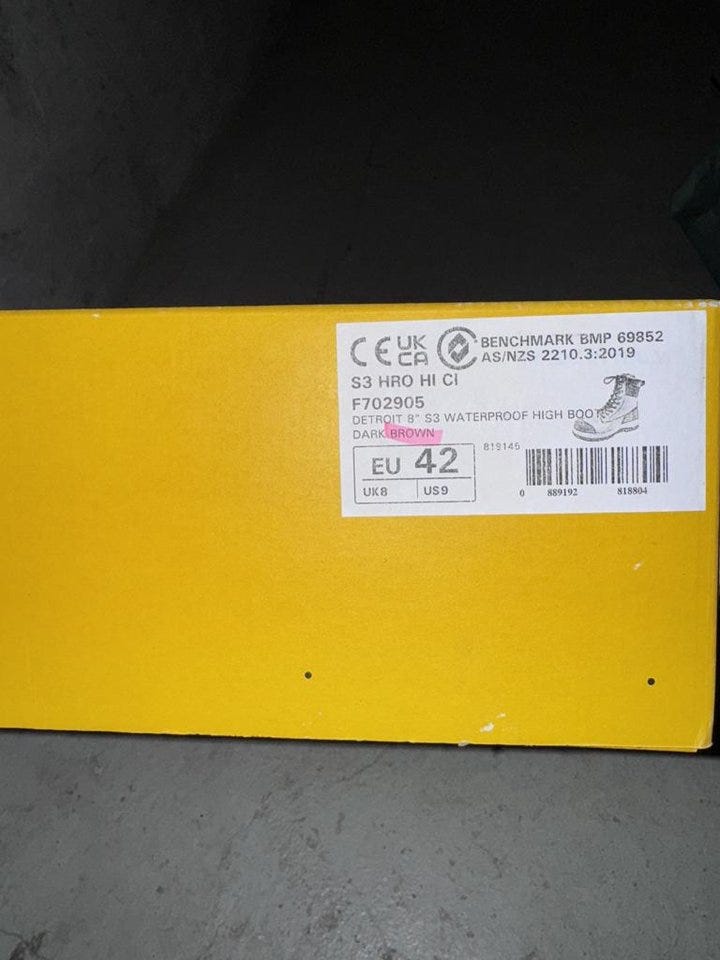 CE UK CA BENCHMARK BMP 69852
AS/NZS 2210.3:2019
S3 HRO HI CI
F702905
DETROIT 8" S3 WATERPROOF HIGH BOOT
DARK BROWN
819145
EU 42
UK8 US9
0 889192 818804